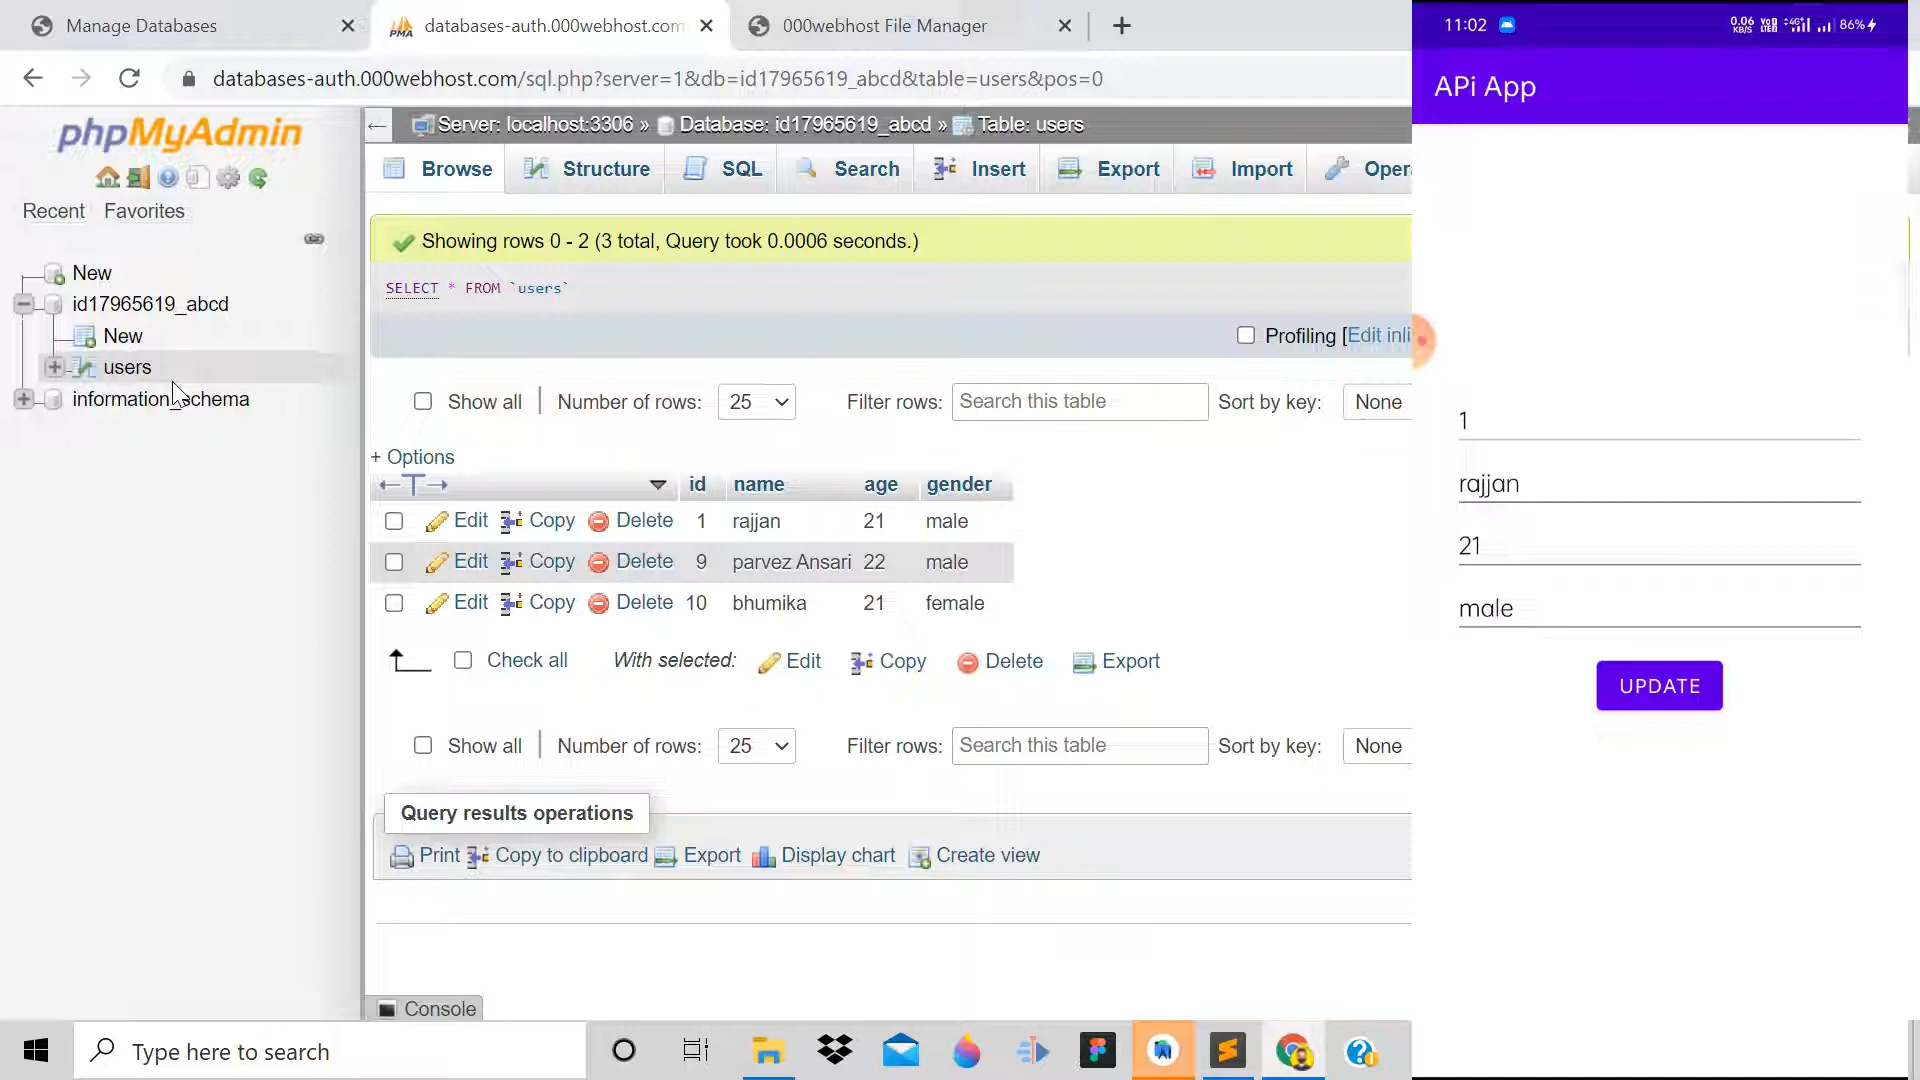 Manage Databases
databases-auth.000webhost.com
000webhost File Manager
databases-auth.000webhost.com/sql.php?server=1&db=id17965619_abcd&table=users&pos=0
phpMyAdmin
Recent Favorites
New
id17965619_abcd
New
users
information_schema
Server: localhost:3306 » Database: id17965619_abcd » Table: users
Browse Structure SQL Search Insert Export Import Oper
Showing rows 0 - 2 (3 total, Query took 0.0006 seconds.)
SELECT * FROM `users`
Profiling [Edit inli
Show all Number of rows: 25 Filter rows: Search this table Sort by key: None
+ Options
id name age gender
Edit Copy Delete 1 rajjan 21 male
Edit Copy Delete 9 parvez Ansari 22 male
Edit Copy Delete 10 bhumika 21 female
Check all With selected: Edit Copy Delete Export
Show all Number of rows: 25 Filter rows: Search this table Sort by key: None
Query results operations
Print Copy to clipboard Export Display chart Create view
Console
Type here to search
11:02 0.06 KB/S 4G 86%
APi App
1
rajjan
21
male
UPDATE